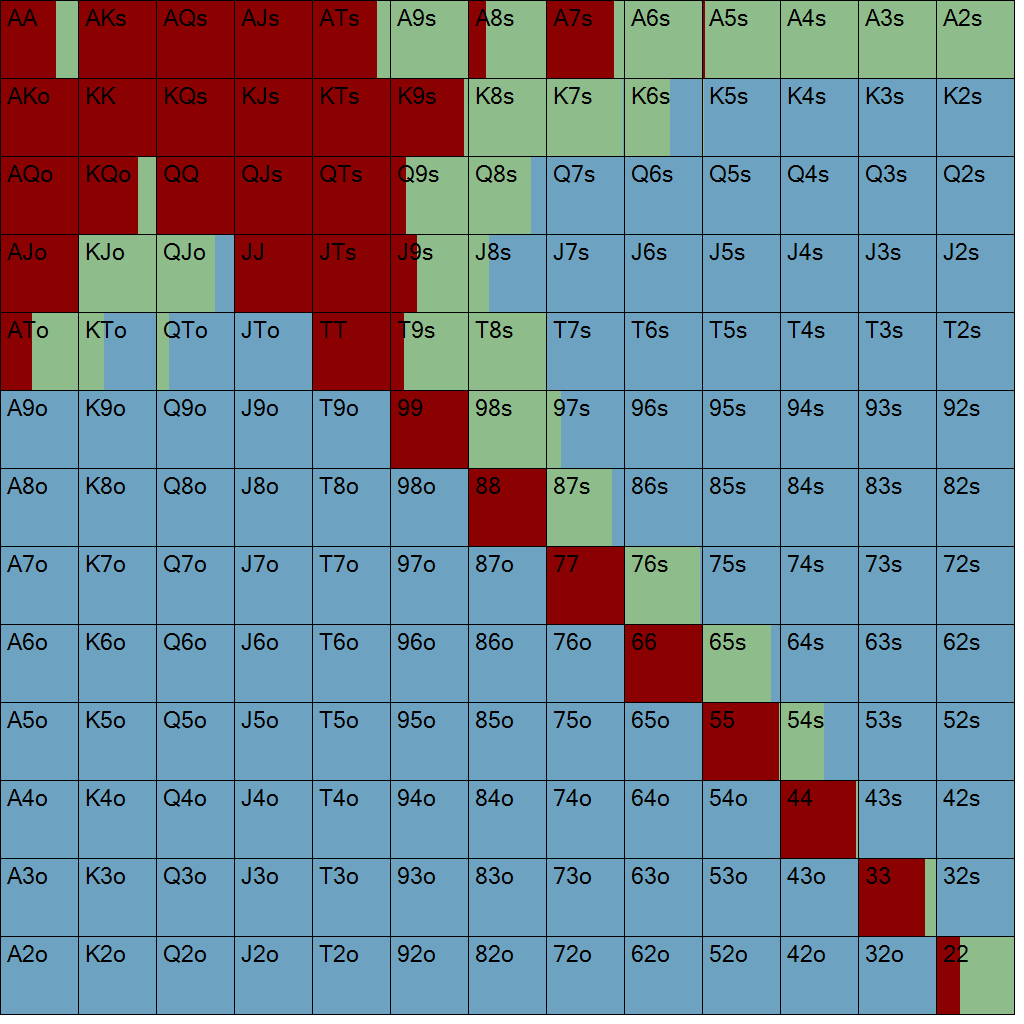 AA AKs AQs AJs ATs A9s A8s A7s A6s A5s A4s A3s A2s
AKo KK KQs KJs KTs K9s K8s K7s K6s K5s K4s K3s K2s
AQo KQo QQ QJs QTs Q9s Q8s Q7s Q6s Q5s Q4s Q3s Q2s
AJo KJo QJo JJ JTs J9s J8s J7s J6s J5s J4s J3s J2s
ATo KTo QTo JTo TT T9s T8s T7s T6s T5s T4s T3s T2s
A9o K9o Q9o J9o T9o 99 98s 97s 96s 95s 94s 93s 92s
A8o K8o Q8o J8o T8o 98o 88 87s 86s 85s 84s 83s 82s
A7o K7o Q7o J7o T7o 97o 87o 77 76s 75s 74s 73s 72s
A6o K6o Q6o J6o T6o 96o 86o 76o 66 65s 64s 63s 62s
A5o K5o Q5o J5o T5o 95o 85o 75o 65o 55 54s 53s 52s
A4o K4o Q4o J4o T4o 94o 84o 74o 64o 54o 44 43s 42s
A3o K3o Q3o J3o T3o 93o 83o 73o 63o 53o 43o 33 32s
A2o K2o Q2o J2o T2o 92o 82o 72o 62o 52o 42o 32o 22